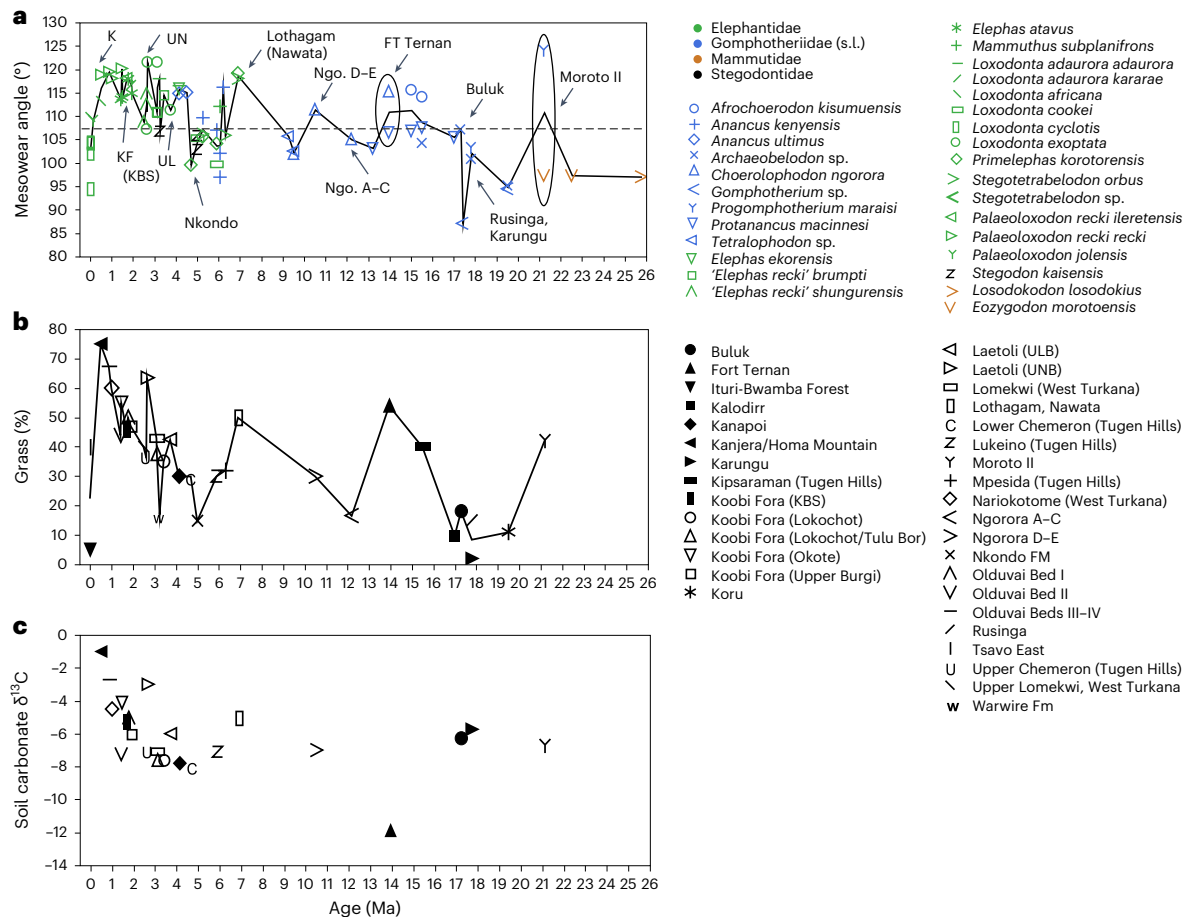 a
Mesowear angle (°)
130
125
120
115
110
105
100
95
90
85
80
K
UN
Lothagam
(Nawata)
FT Ternan
Ngo. D–E
Moroto II
Buluk
KF
(KBS)
UL
Ngo. A–C
Nkondo
Rusinga,
Karungu
0 1 2 3 4 5 6 7 8 9 10 11 12 13 14 15 16 17 18 19 20 21 22 23 24 25 26
Elephantidae
Gomphotheriidae (s.l.)
Mammutidae
Stegodontidae
Afrochoerodon kisumuensis
Anancus kenyensis
Anancus ultimus
Archaeobelodon sp.
Choerolophodon ngorora
Gomphotherium sp.
Progomphotherium maraisi
Protanancus macinnesi
Tetralophodon sp.
Elephas ekorensis
‘Elephas recki’ brumpti
‘Elephas recki’ shungurensis
Elephas atavus
Mammuthus subplanifrons
Loxodonta adaurora adaurora
Loxodonta adaurora kararae
Loxodonta africana
Loxodonta cookei
Loxodonta cyclotis
Loxodonta exoptata
Primelephas korotorensis
Stegotetrabelodon orbus
Stegotetrabelodon sp.
Palaeoloxodon recki ileretensis
Palaeoloxodon recki recki
Palaeoloxodon jolensis
Stegodon kaisensis
Losodokodon losodokius
Eozygodon morotoensis
b
Grass (%)
80
70
60
50
40
30
20
10
0
0 1 2 3 4 5 6 7 8 9 10 11 12 13 14 15 16 17 18 19 20 21 22 23 24 25 26
Buluk
Fort Ternan
Ituri-Bwamba Forest
Kalodirr
Kanapoi
Kanjera/Homa Mountain
Karungu
Kipsaraman (Tugen Hills)
Koobi Fora (KBS)
Koobi Fora (Lokochot)
Koobi Fora (Lokochot/Tulu Bor)
Koobi Fora (Okote)
Koobi Fora (Upper Burgi)
Koru
Laetoli (ULB)
Laetoli (UNB)
Lomekwi (West Turkana)
Lothagam, Nawata
Lower Chemeron (Tugen Hills)
Lukeino (Tugen Hills)
Moroto II
Mpesida (Tugen Hills)
Nariokotome (West Turkana)
Ngorora A–C
Ngorora D–E
Nkondo FM
Olduvai Bed I
Olduvai Bed II
Olduvai Beds III–IV
Rusinga
Tsavo East
Upper Chemeron (Tugen Hills)
Upper Lomekwi, West Turkana
Warwire Fm
c
Soil carbonate δ¹³C
0
–2
–4
–6
–8
–10
–12
–14
0 1 2 3 4 5 6 7 8 9 10 11 12 13 14 15 16 17 18 19 20 21 22 23 24 25 26
Age (Ma)